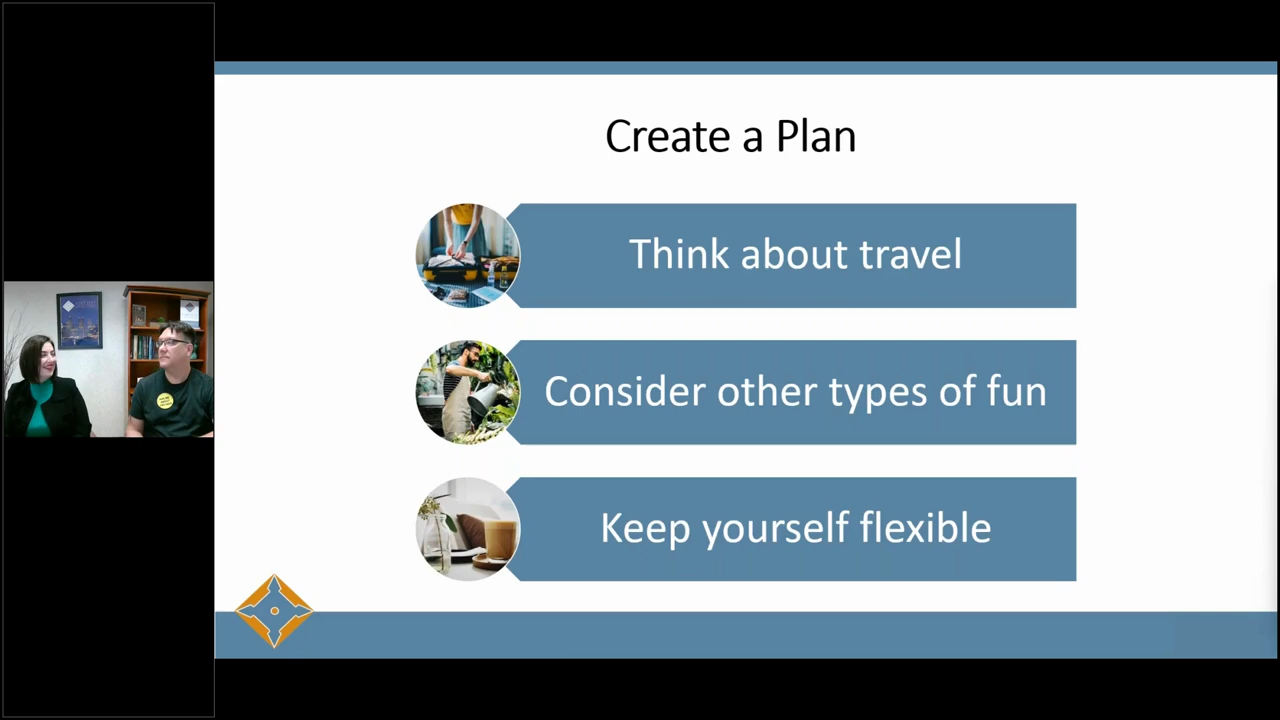 Create a Plan
Think about travel
Consider other types of fun
Keep yourself flexible